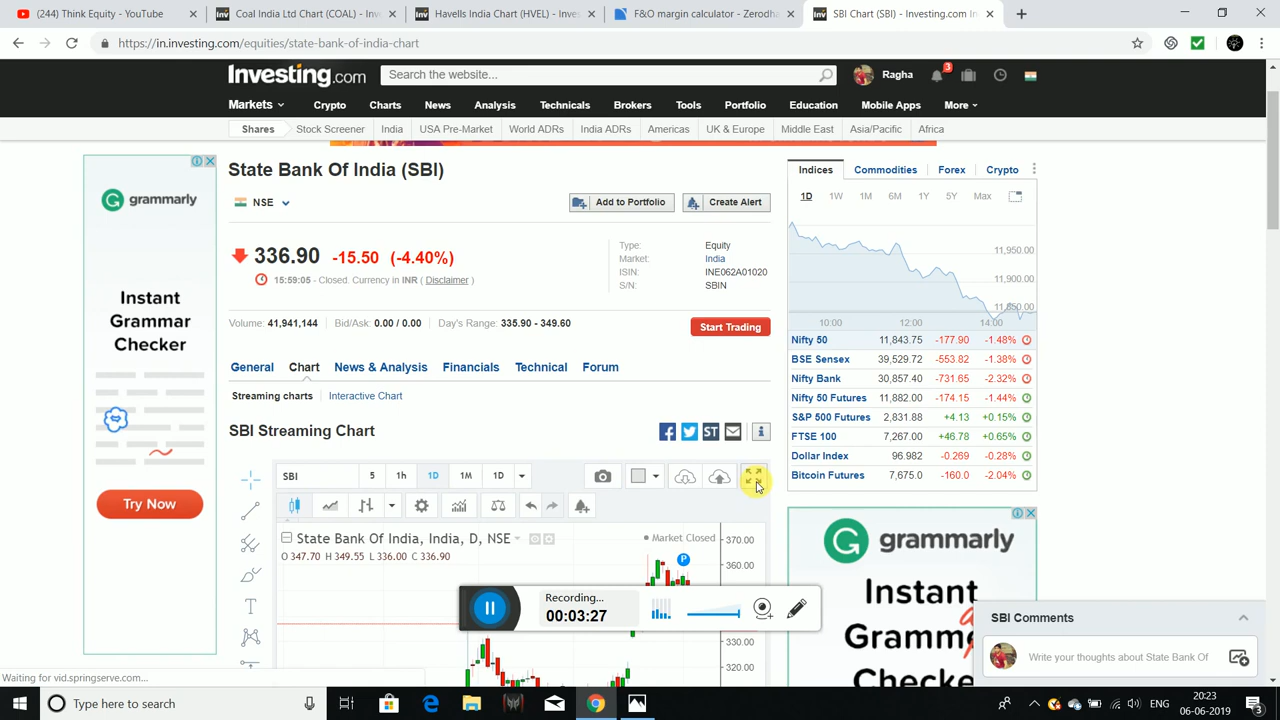 (244) Think Equity - YouTube
Coal India Ltd Chart (COAL) - Inves
Havells India Chart (HVEL) - Inves
F&O margin calculator - Zerodha
SBI Chart (SBI) - Investing.com In
https://in.investing.com/equities/state-bank-of-india-chart
Investing.com
Search the website...
Ragha
3
Markets
Crypto
Charts
News
Analysis
Technicals
Brokers
Tools
Portfolio
Education
Mobile Apps
More
Shares
Stock Screener
India
USA Pre-Market
World ADRs
India ADRs
Americas
UK & Europe
Middle East
Asia/Pacific
Africa
grammarly
Instant
Grammar
Checker
Try Now
State Bank Of India (SBI)
NSE
Add to Portfolio
Create Alert
336.90 -15.50 (-4.40%)
15:59:05 - Closed. Currency in INR ( Disclaimer )
Type: Equity
Market: India
ISIN: INE062A01020
S/N: SBIN
Volume: 41,941,144
Bid/Ask: 0.00 / 0.00
Day's Range: 335.90 - 349.60
Start Trading
General
Chart
News & Analysis
Financials
Technical
Forum
Streaming charts
Interactive Chart
SBI Streaming Chart
ST
SBI
5
1h
1D
1M
1D
State Bank Of India, India, D, NSE
Market Closed
O 347.70 H 349.55 L 336.00 C 336.90
P
370.00
360.00
330.00
320.00
Recording...
00:03:27
Indices
Commodities
Forex
Crypto
1D
1W
1M
6M
1Y
5Y
Max
11,950.00
11,900.00
11,850.00
10:00
12:00
14:00
Nifty 50 11,843.75 -177.90 -1.48%
BSE Sensex 39,529.72 -553.82 -1.38%
Nifty Bank 30,857.40 -731.65 -2.32%
Nifty 50 Futures 11,882.00 -174.15 -1.44%
S&P 500 Futures 2,831.88 +4.13 +0.15%
FTSE 100 7,267.00 +46.78 +0.65%
Dollar Index 96.982 -0.269 -0.28%
Bitcoin Futures 7,675.0 -160.0 -2.04%
grammarly
Instant
Gramm
Checker
SBI Comments
Write your thoughts about State Bank Of
Waiting for vid.springserve.com...
Type here to search
ENG
20:23
06-06-2019
3